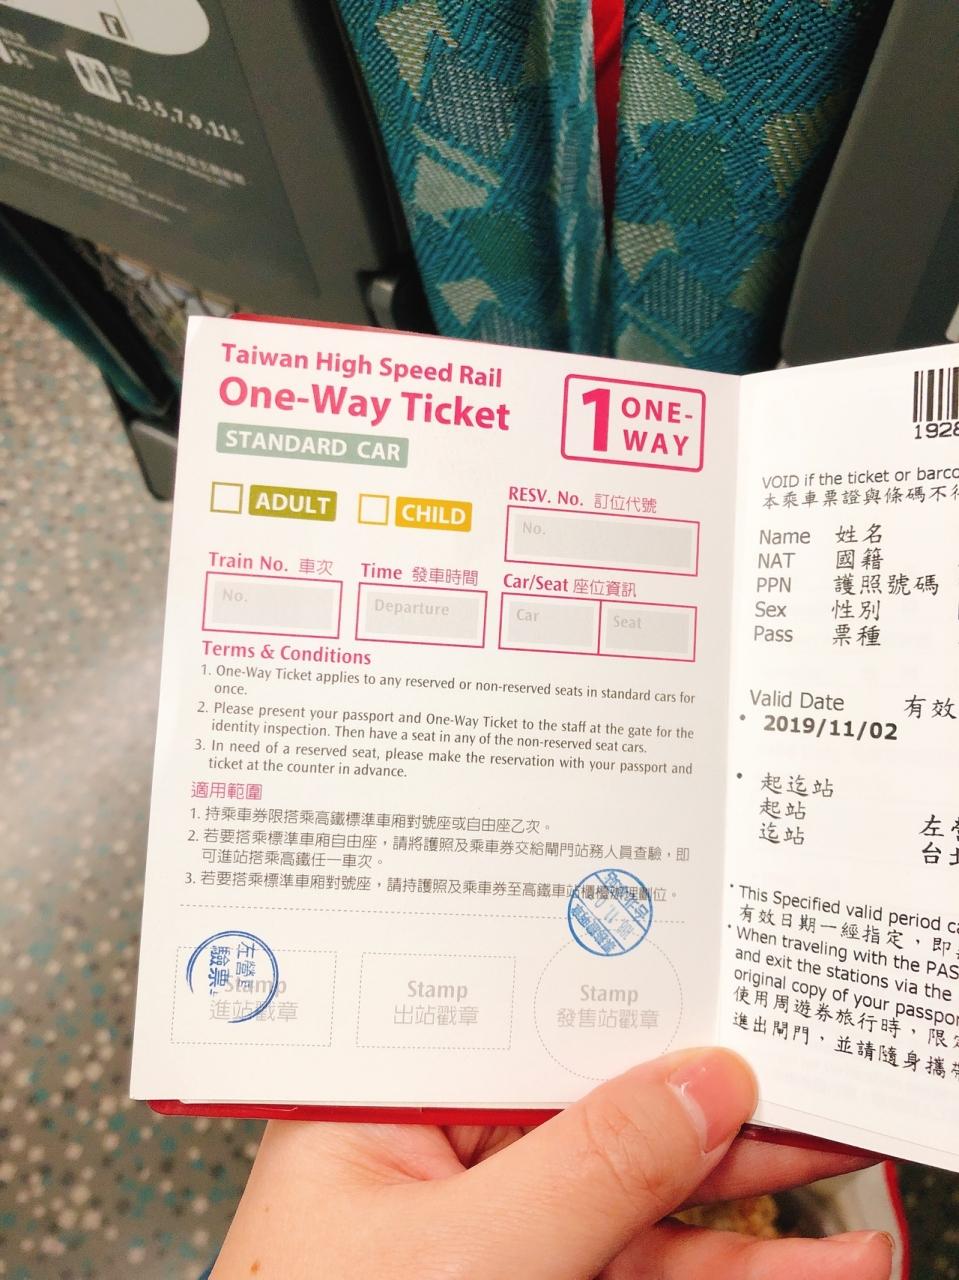 1.3.5.7.9.11
Taiwan High Speed Rail
One-Way Ticket
STANDARD CAR
1 ONE-
WAY
ADULT
CHILD
RESV. No. 訂位代號
No.
Train No. 車次
No.
Time 發車時間
Departure
Car/Seat 座位資訊
Car
Seat
Terms & Conditions
1. One-Way Ticket applies to any reserved or non-reserved seats in standard cars for
once.
2. Please present your passport and One-Way Ticket to the staff at the gate for the
identity inspection. Then have a seat in any of the non-reserved seat cars.
3. In need of a reserved seat, please make the reservation with your passport and
ticket at the counter in advance.
適用範圍
1. 持乘車券限搭乘高鐵標準車廂對號座或自由座乙次。
2. 若要搭乘標準車廂自由座，請將護照及乘車券交給閘門站務人員查驗，即
可進站搭乘高鐵任一車次。
3. 若要搭乘標準車廂對號座，請持護照及乘車券至高鐵車站櫃檯辦理劃位。
左營
驗票
Stamp
進站戳章
Stamp
出站戳章
Stamp
發售站戳章
1928
VOID if the ticket or barco
本乘車票證與條碼不得
Name 姓名
NAT 國籍
PPN 護照號碼
Sex 性別
Pass 票種
Valid Date 有效
• 2019/11/02
• 起迄站
起站 左營
迄站 台北
• This Specified valid period ca
有效日期一經指定，即
• When traveling with the PAS
and exit the stations via the
original copy of your passpor
使用周遊券旅行時，限
進出閘門，並請隨身攜帶